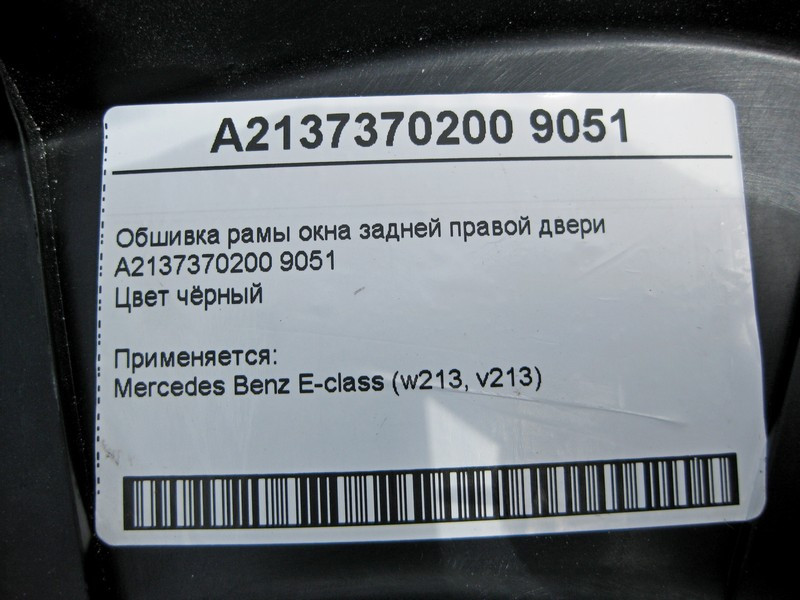 A2137370200 9051
Обшивка рамы окна задней правой двери
A2137370200 9051
Цвет чёрный
Применяется:
Mercedes Benz E-class (w213, v213)